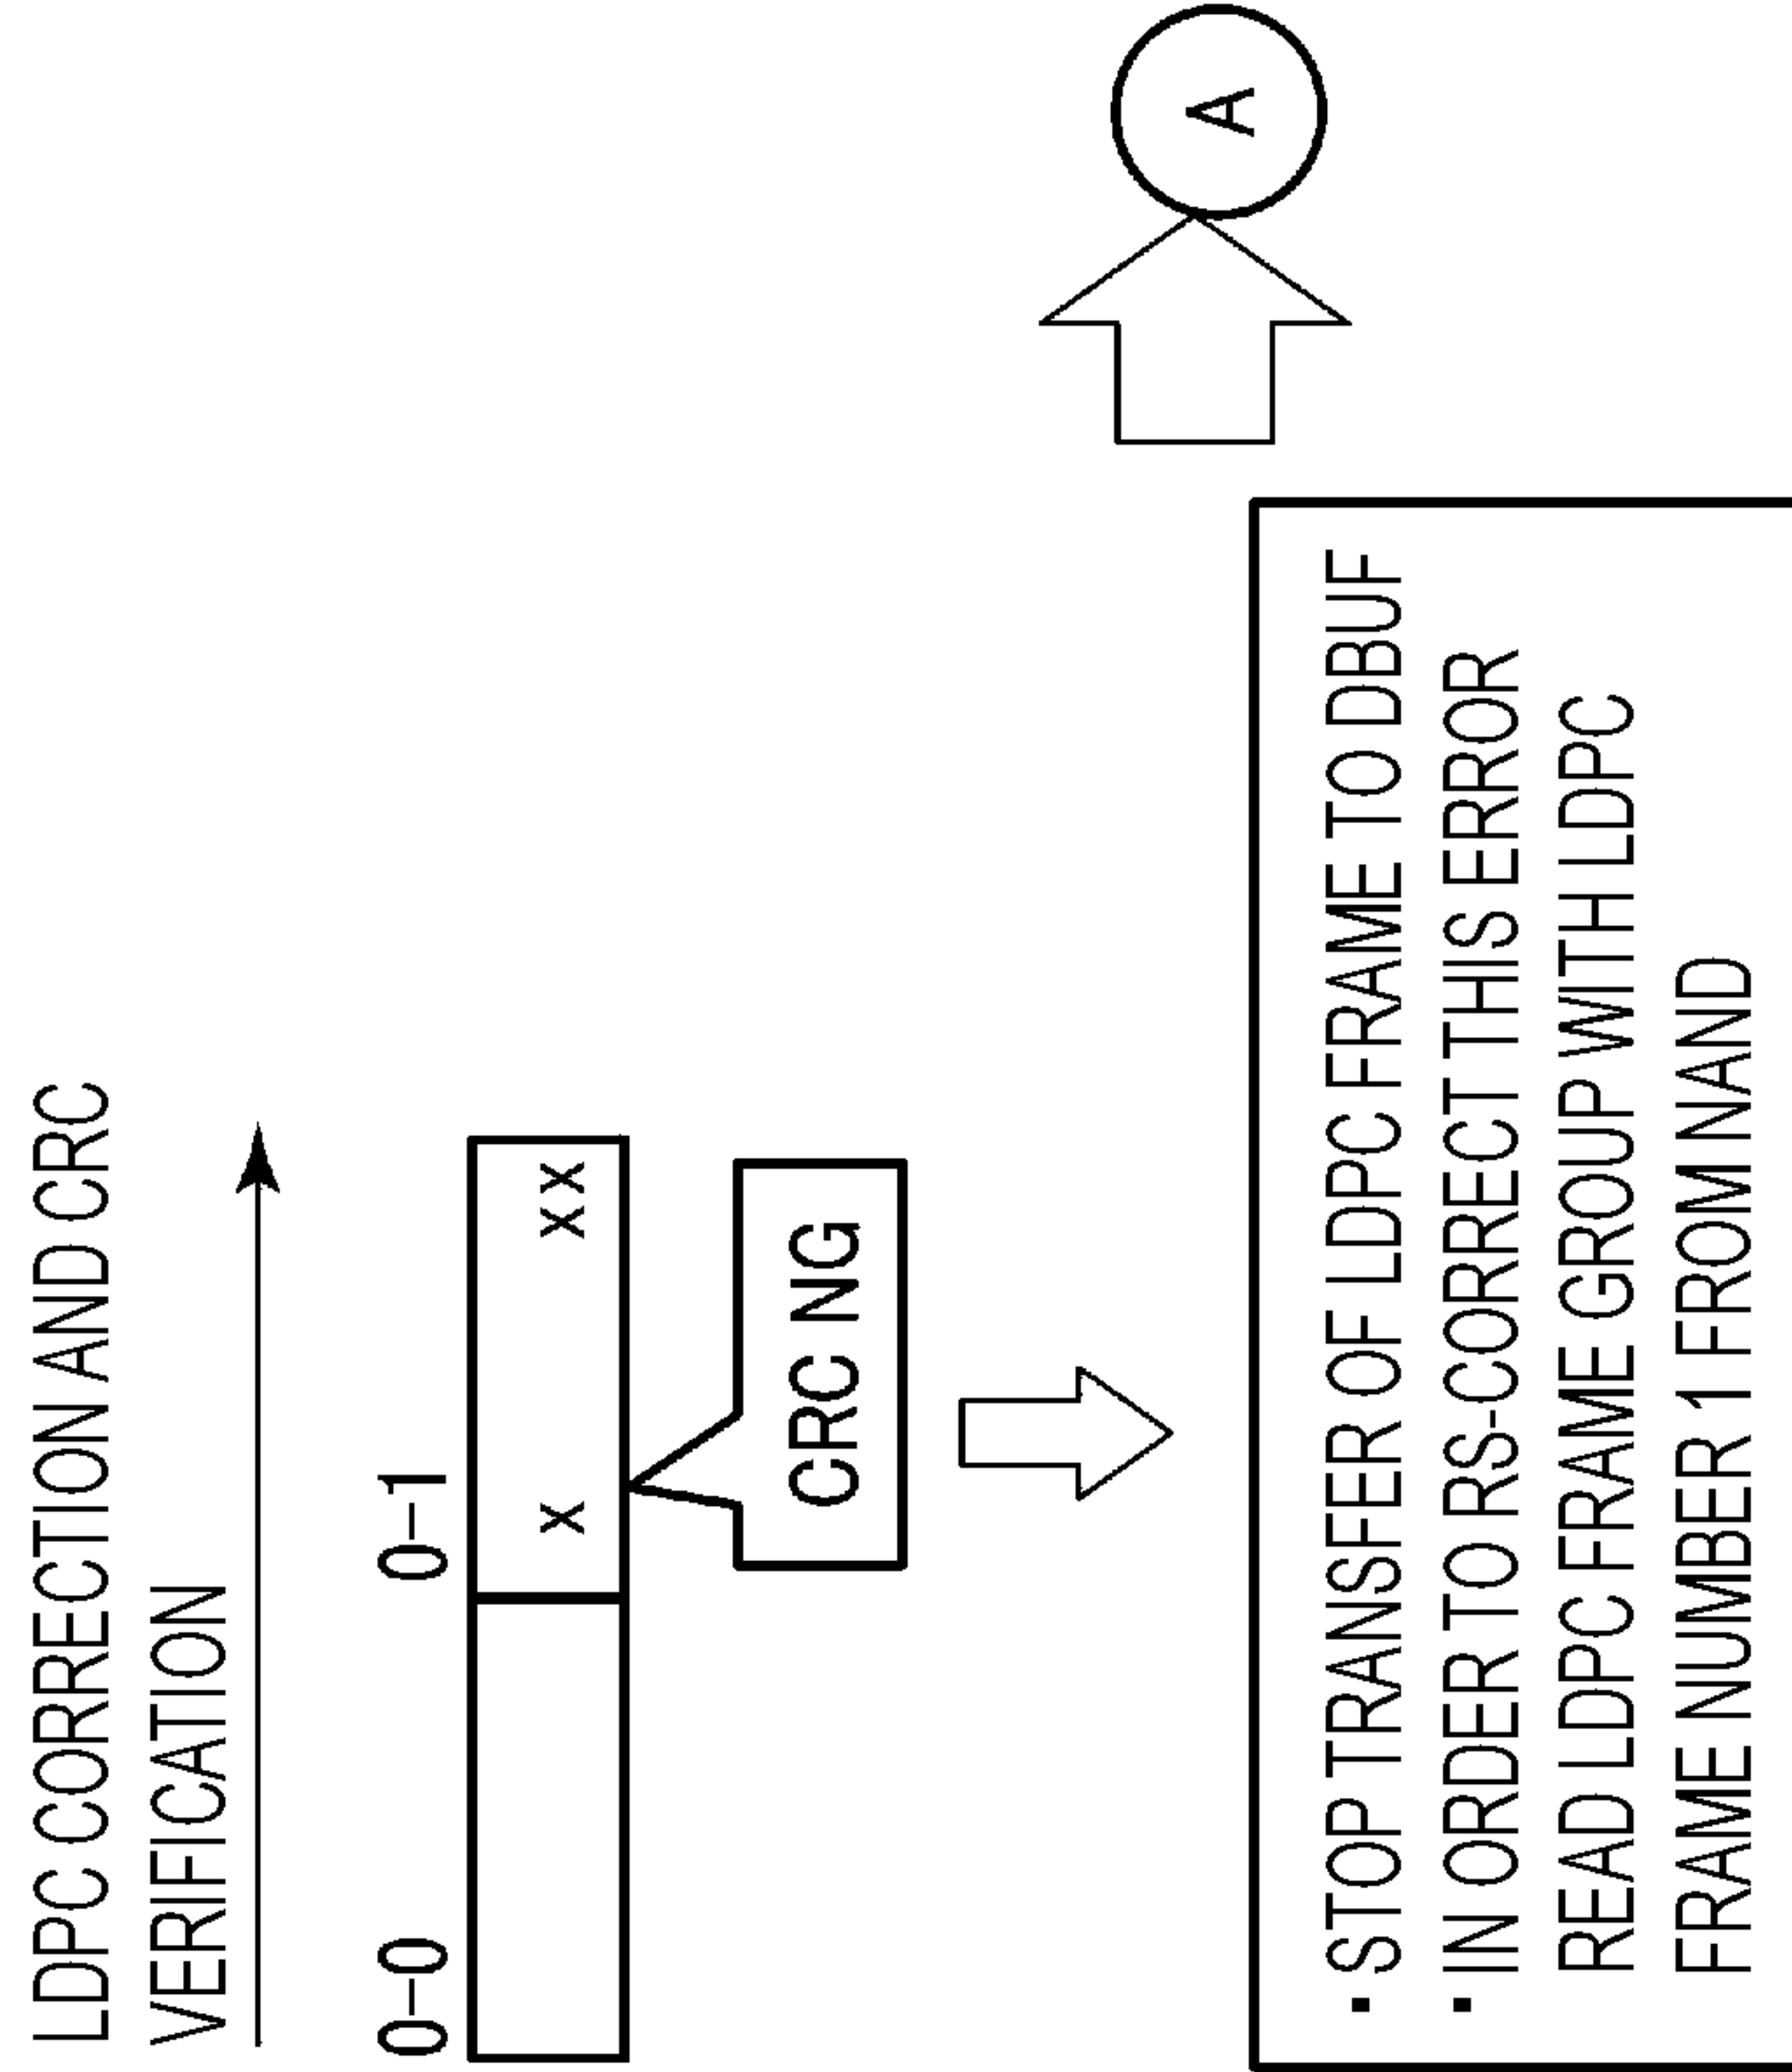 LDPC CORRECTION AND CRC
VERIFICATION
0-0 0-1
x xx
CRC NG
▪ STOP TRANSFER OF LDPC FRAME TO DBUF
▪ IN ORDER TO RS-CORRECT THIS ERROR
READ LDPC FRAME GROUP WITH LDPC
FRAME NUMBER 1 FROM NAND
A